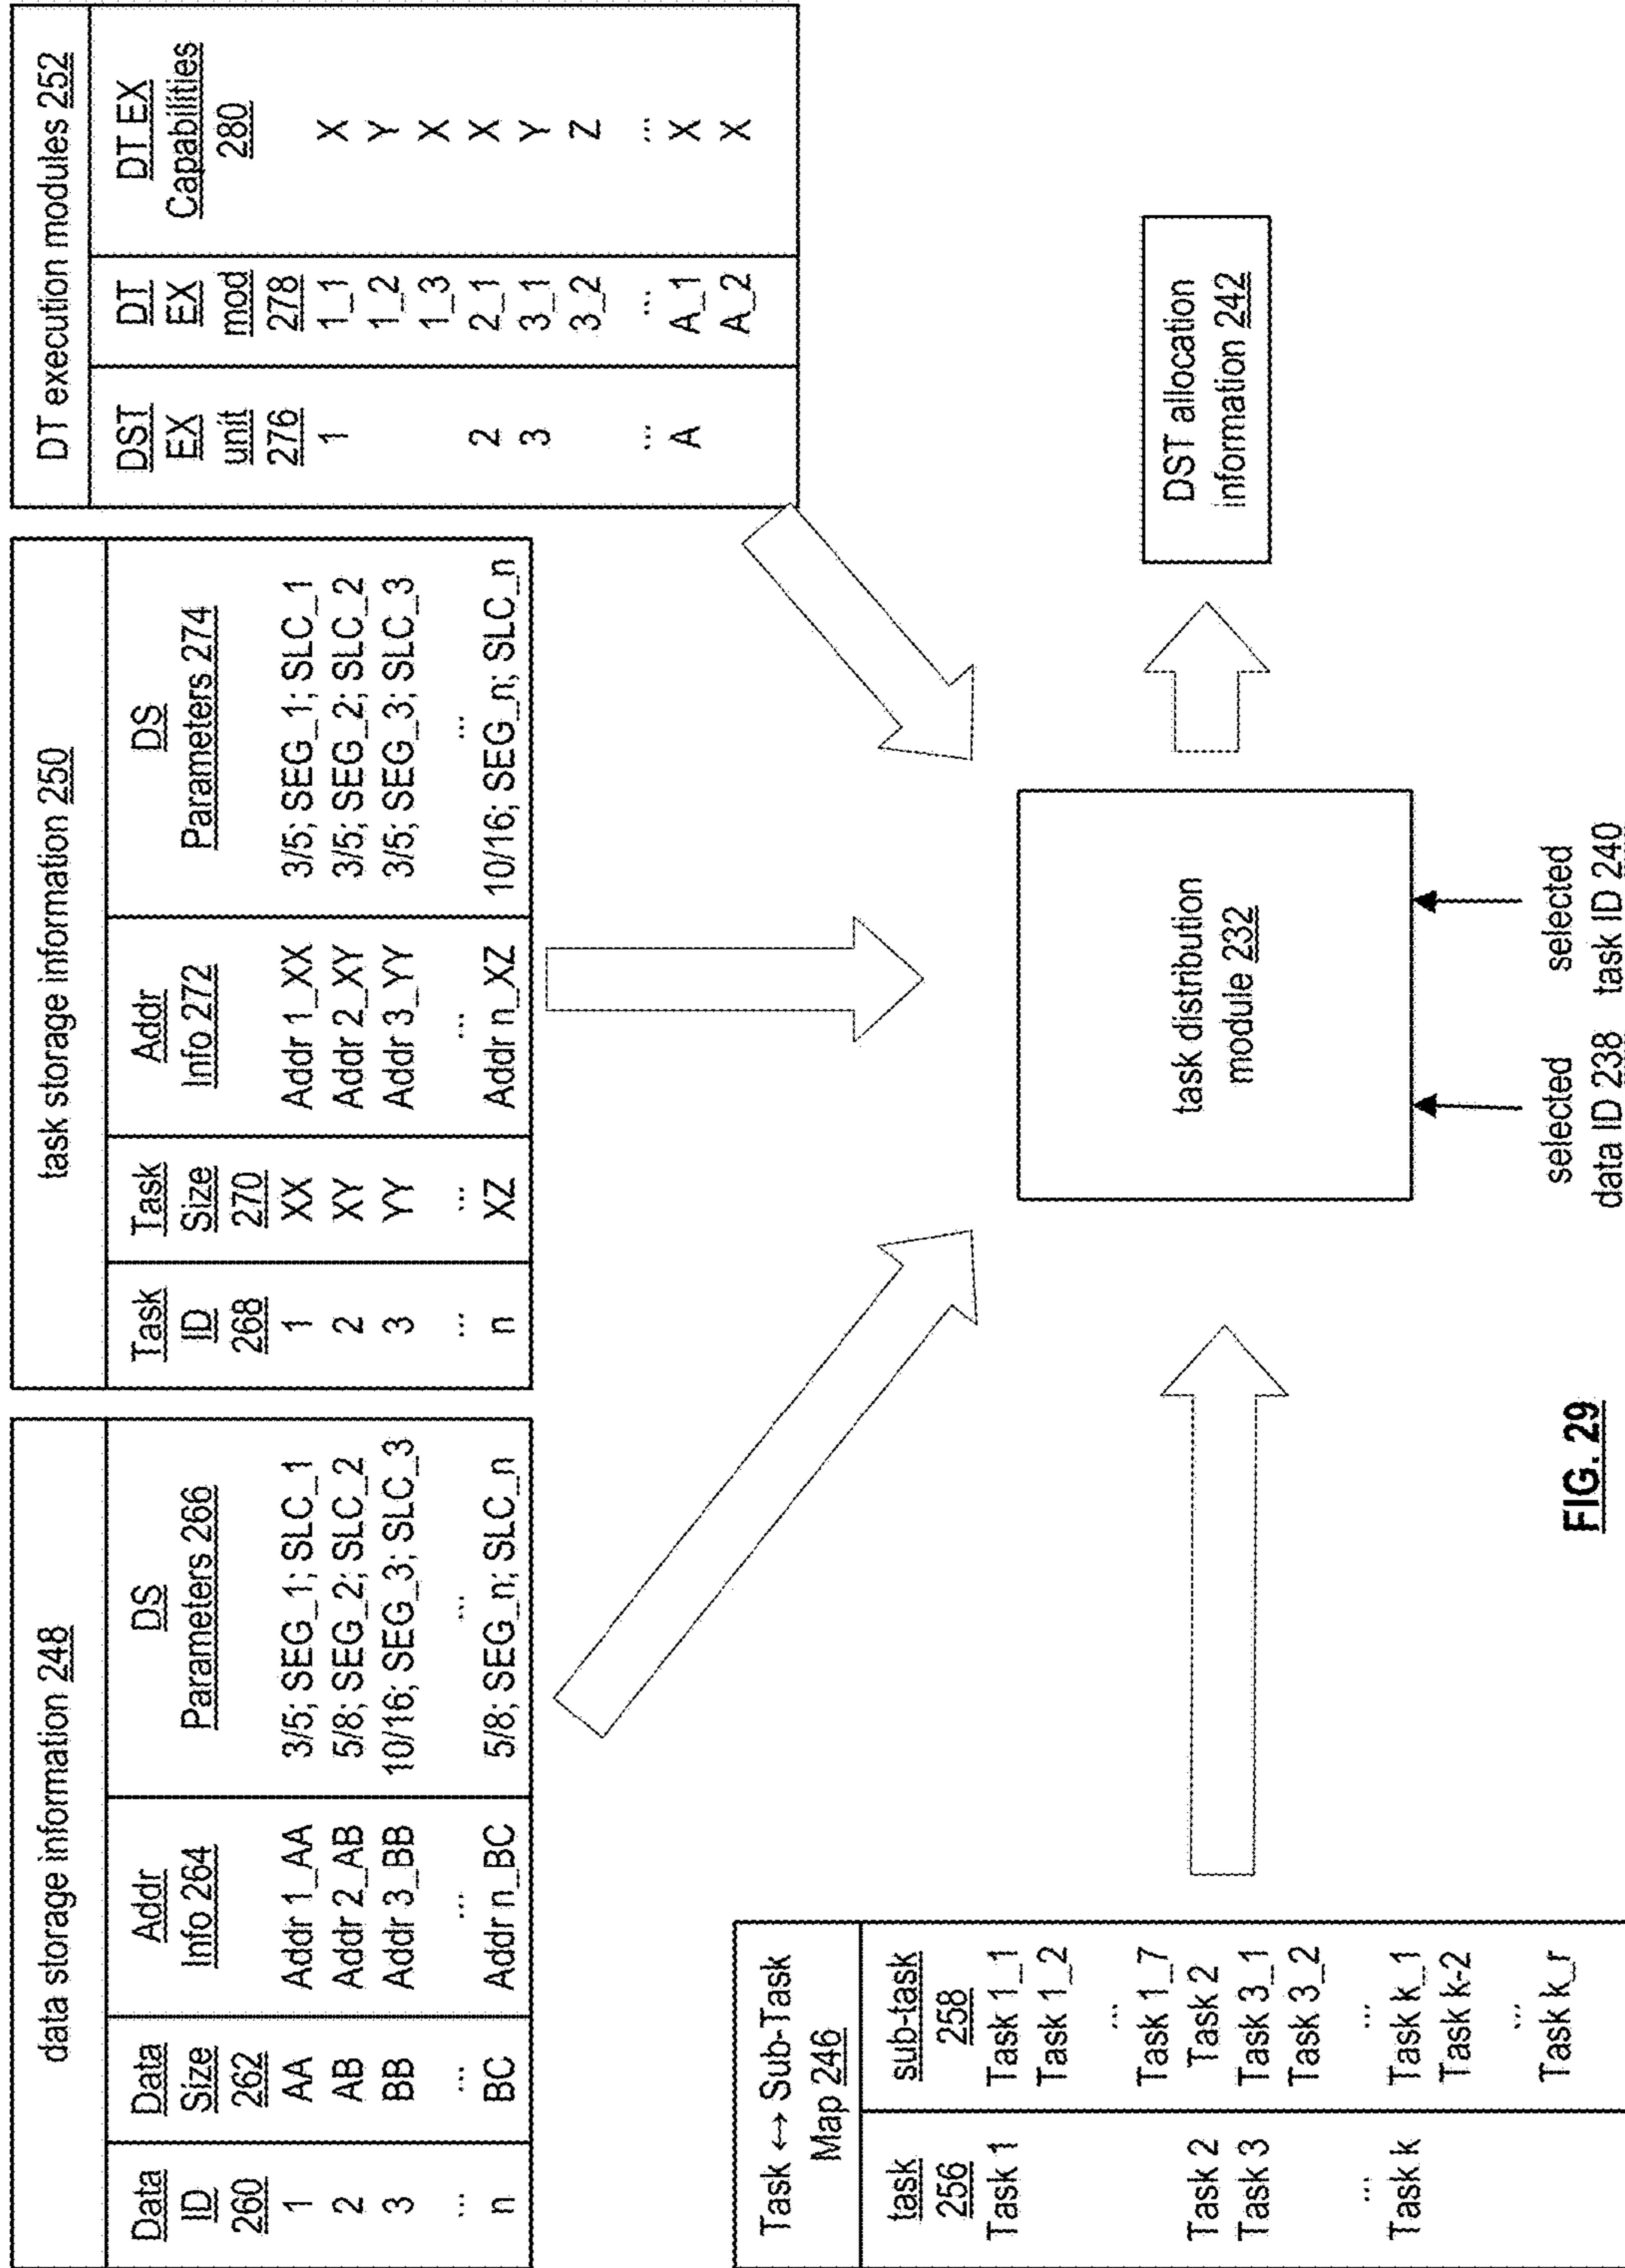 data storage information 248
Data ID 260 Data Size 262 Addr Info 264 DS Parameters 266
1 AA Addr 1_AA 3/5; SEG_1; SLC_1
2 AB Addr 2_AB 5/8; SEG_2; SLC_2
3 BB Addr 3_BB 10/16; SEG_3; SLC_3
... ... ... ...
n BC Addr n_BC 5/8; SEG_n; SLC_n
task storage information 250
Task ID 268 Task Size 270 Addr Info 272 DS Parameters 274
1 XX Addr 1_XX 3/5; SEG_1; SLC_1
2 XY Addr 2_XY 3/5; SEG_2; SLC_2
3 YY Addr 3_YY 3/5; SEG_3; SLC_3
... ... ... ...
n XZ Addr n_XZ 10/16; SEG_n; SLC_n
DT execution modules 252
DST EX unit 276 DT EX mod 278 DT EX Capabilities 280
1 1_1 X
1_2 Y
1_3 X
2 2_1 X
3 3_1 Y
3_2 Z
... ... ...
A A_1 X
A_2 X
Task ↔ Sub-Task
Map 246
task 256 sub-task 258
Task 1 Task 1_1
Task 1_2
...
Task 1_7
Task 2 Task 2
Task 3 Task 3_1
Task 3_2
... ...
Task k Task k_1
Task k-2
...
Task k_r
task distribution
module 232
DST allocation
information 242
selected
data ID 238
selected
task ID 240
FIG. 29